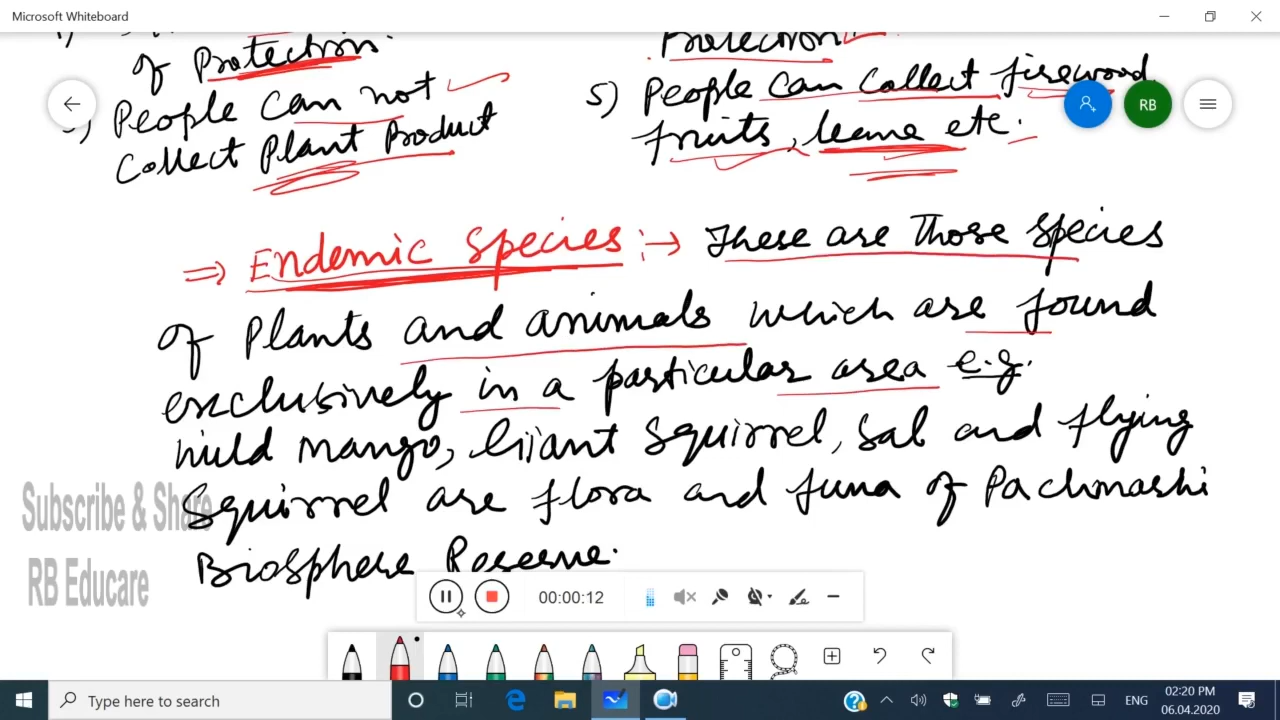 Microsoft Whiteboard
of Protection.
Protection
People can not
5) People can collect firewood,
Collect Plant Product
fruits, leave etc.
RB
⇒ Endemic Species :→ These are those species
of Plants and animals which are found
exclusively in a particular area e.g.
wild mango, Giant Squirrel, Sal and flying
Squirrel are flora and funa of Pachmarhi
Biosphere Reserve.
Subscribe & Share
RB Educare
00:00:12
Type here to search
ENG
02:20 PM
06.04.2020